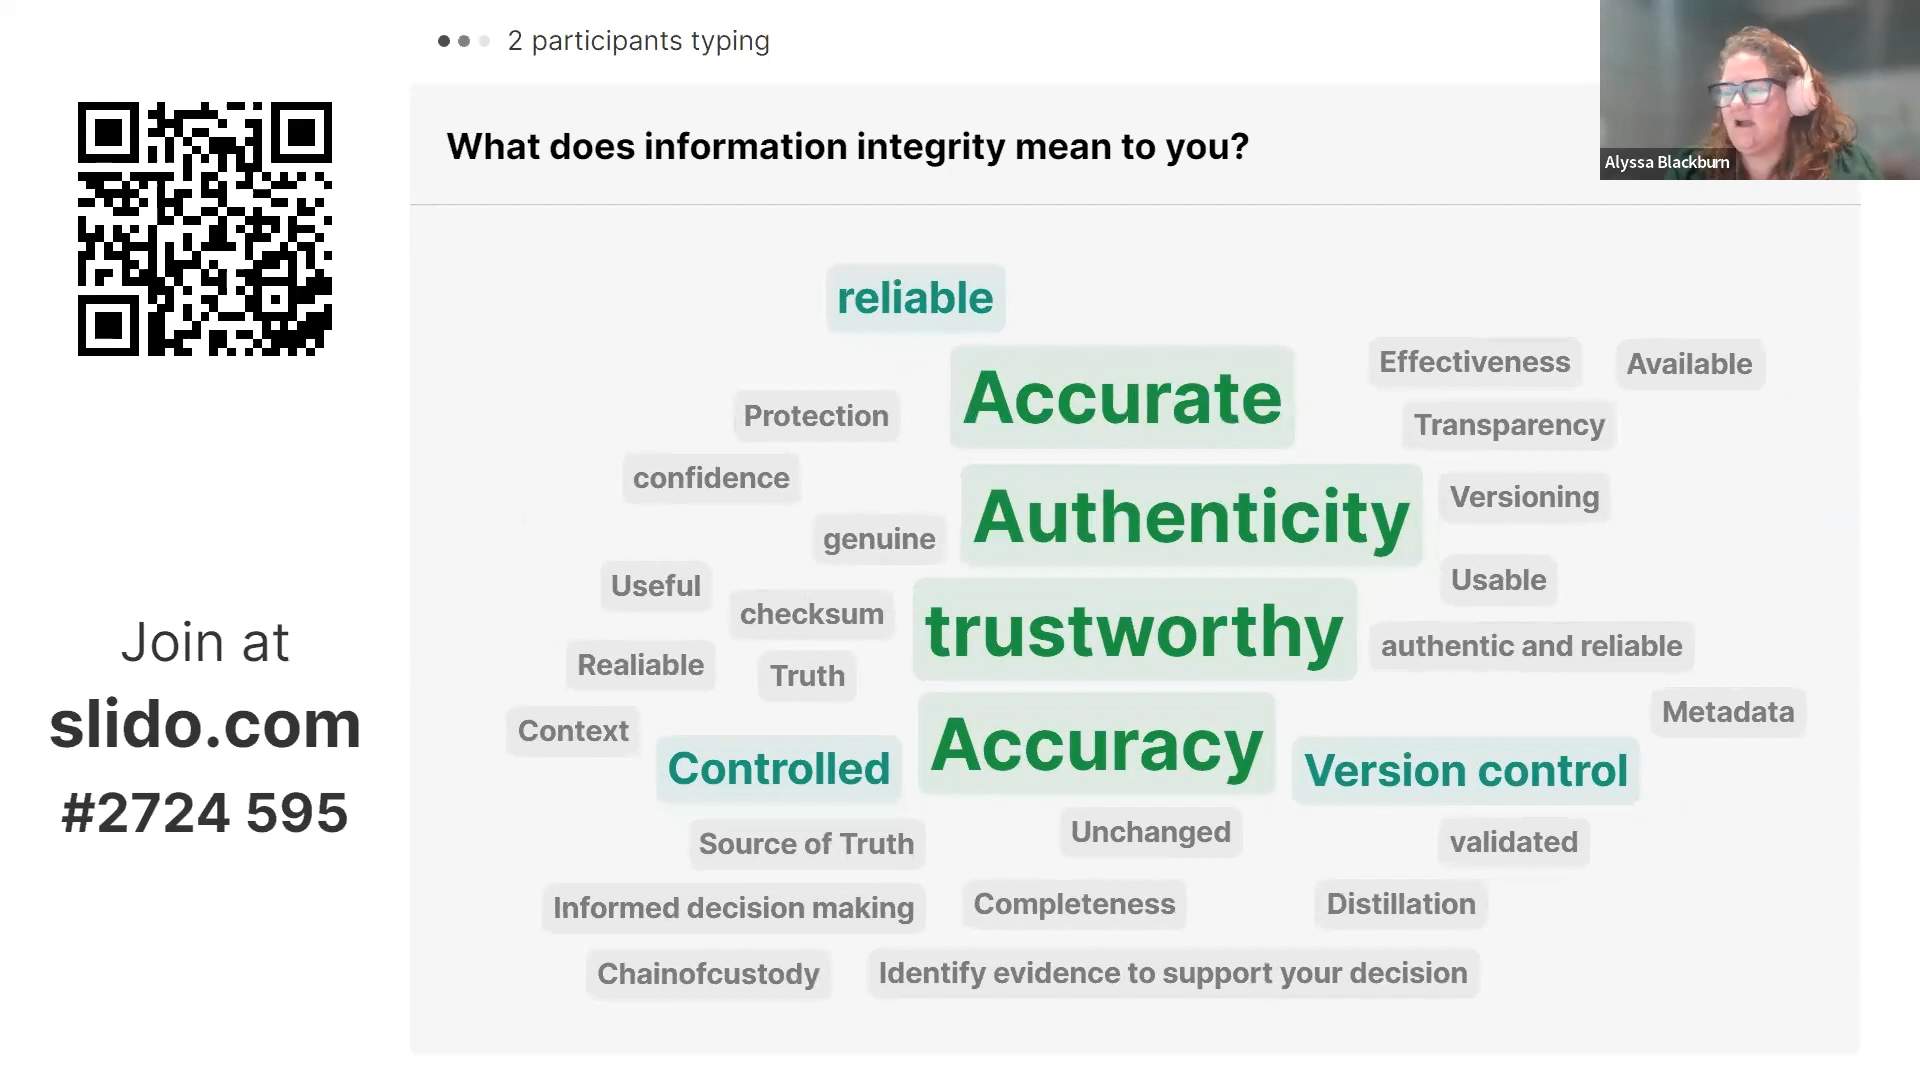 2 participants typing
What does information integrity mean to you?
Alyssa Blackburn
reliable
Accurate
Effectiveness
Available
Protection
Transparency
confidence
Authenticity
Versioning
genuine
Useful
Usable
checksum
trustworthy
authentic and reliable
Realiable
Truth
Metadata
Context
Controlled
Accuracy
Version control
Source of Truth
Unchanged
validated
Informed decision making
Completeness
Distillation
Chainofcustody
Identify evidence to support your decision
Join at
slido.com
#2724 595